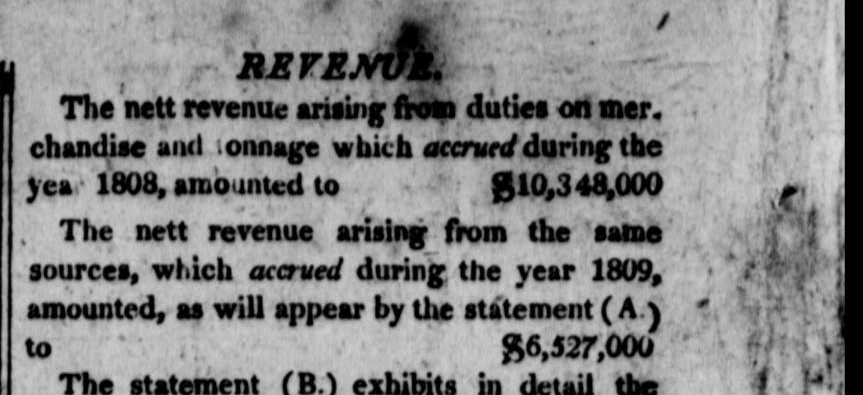 REVENUE.
The nett revenue arising from duties on mer.
chandise and tonnage which accrued during the
year 1808, amounted to $10,348,000
The nett revenue arising from the same
sources, which accrued during the year 1809,
amounted, as will appear by the statement (A.)
to $6,527,000
The statement (B.) exhibits in detail the